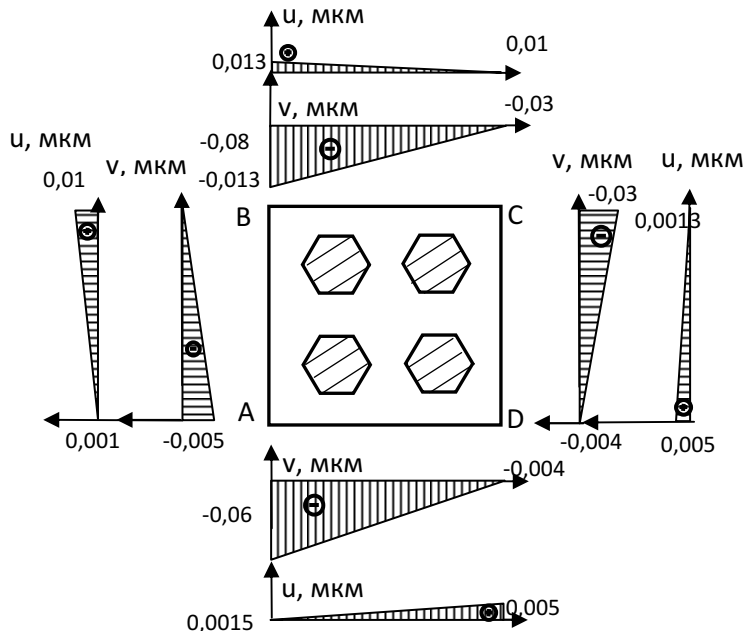 u, мкм
0,01
0,013
v, мкм
-0,03
-0,08
-0,013
u, мкм
v, мкм
0,01
v, мкм
u, мкм
-0,03
0,0013
B
C
A
D
0,001
-0,005
-0,004
0,005
v, мкм
-0,004
-0,06
u, мкм
0,005
0,0015